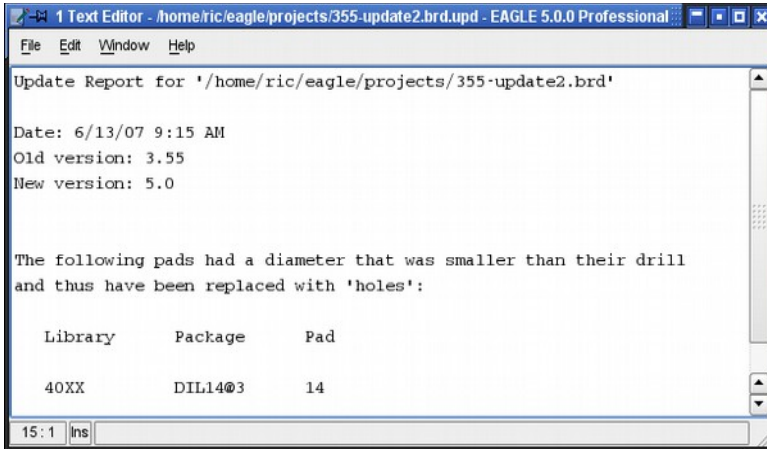 1 Text Editor - /home/ric/eagle/projects/355-update2.brd.upd - EAGLE 5.0.0 Professional
File Edit Window Help
Update Report for '/home/ric/eagle/projects/355-update2.brd'
Date: 6/13/07 9:15 AM
Old version: 3.55
New version: 5.0
The following pads had a diameter that was smaller than their drill
and thus have been replaced with 'holes':
Library Package Pad
40XX DIL14@3 14
15:1 Ins